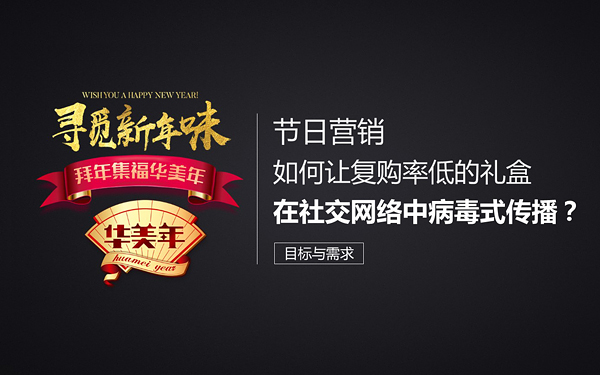 WISH YOU A HAPPY NEW YEAR!
寻觅新年味
拜年集福华美年
华美年
huamei year
节日营销
如何让复购率低的礼盒
在社交网络中病毒式传播？
目标与需求